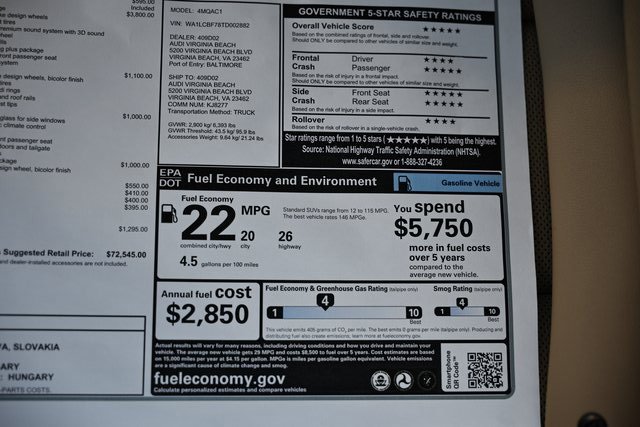 $595.00
Included
$3,800.00
remium sound system with 3D sound
wheel
plus package
ront passenger seat
ystem
design wheels, bicolor finish
$1,100.00
tires
and roof rails
st tips
glass for side windows
$1,000.00
climate control
nt passenger seat
doors and tailgate
ckage
$1,000.00
sign wheel, bicolor finish
$550.00
$410.00
$400.00
$395.00
$1,295.00
s Suggested Retail Price: $72,545.00
and dealer-installed accessories are not included.
VA, SLOVAKIA
ARY
: HUNGARY
-PARTS COSTS.
MODEL: 4MQAC1
VIN: WA1LCBF78TD002882
DEALER: 409D02
AUDI VIRGINIA BEACH
5200 VIRGINIA BEACH BLVD
VIRGINIA BEACH, VA 23462
Port of Entry: BALTIMORE
SHIP TO: 409D02
AUDI VIRGINIA BEACH
5200 VIRGINIA BEACH BLVD
VIRGINIA BEACH, VA 23462
COMM NUM: KJ8277
Transportation Method: TRUCK
GVWR: 2,900 kg/ 6,393 lbs
GVWR Threshold: 43.5 kg/ 95.9 lbs
Accessories Weight: 9.64 kg/ 21.24 lbs
GOVERNMENT 5-STAR SAFETY RATINGS
Overall Vehicle Score ★★★★★
Based on the combined ratings of frontal, side and rollover.
Should ONLY be compared to other vehicles of similar size and weight.
Frontal Driver ★★★★
Crash Passenger ★★★★★
Based on the risk of injury in a frontal impact.
Should ONLY be compared to other vehicles of similar size and weight.
Side Front Seat ★★★★★
Crash Rear Seat ★★★★★
Based on the risk of injury in a side impact.
Rollover ★★★★
Based on the risk of rollover in a single-vehicle crash.
Star ratings range from 1 to 5 stars (★★★★★) with 5 being the highest.
Source: National Highway Traffic Safety Administration (NHTSA).
www.safercar.gov or 1-888-327-4236
EPA
DOT
Fuel Economy and Environment
Gasoline Vehicle
Fuel Economy
22 MPG
combined city/hwy
20
city
26
highway
4.5 gallons per 100 miles
Standard SUVs range from 12 to 115 MPG.
The best vehicle rates 146 MPGe.
You spend
$5,750
more in fuel costs
over 5 years
compared to the
average new vehicle.
Annual fuel cost
$2,850
Fuel Economy & Greenhouse Gas Rating (tailpipe only)
4
1 10
Best
Smog Rating (tailpipe only)
4
1 10
Best
This vehicle emits 405 grams of CO2 per mile. The best emits 0 grams per mile (tailpipe only). Producing and
distributing fuel also create emissions, learn more at fueleconomy.gov.
Actual results will vary for many reasons, including driving conditions and how you drive and maintain your
vehicle. The average new vehicle gets 29 MPG and costs $8,500 to fuel over 5 years. Cost estimates are based
on 15,000 miles per year at $4.15 per gallon. MPGe is miles per gasoline gallon equivalent. Vehicle emissions
are a significant cause of climate change and smog.
fueleconomy.gov
Calculate personalized estimates and compare vehicles
Smartphone
QR Code™